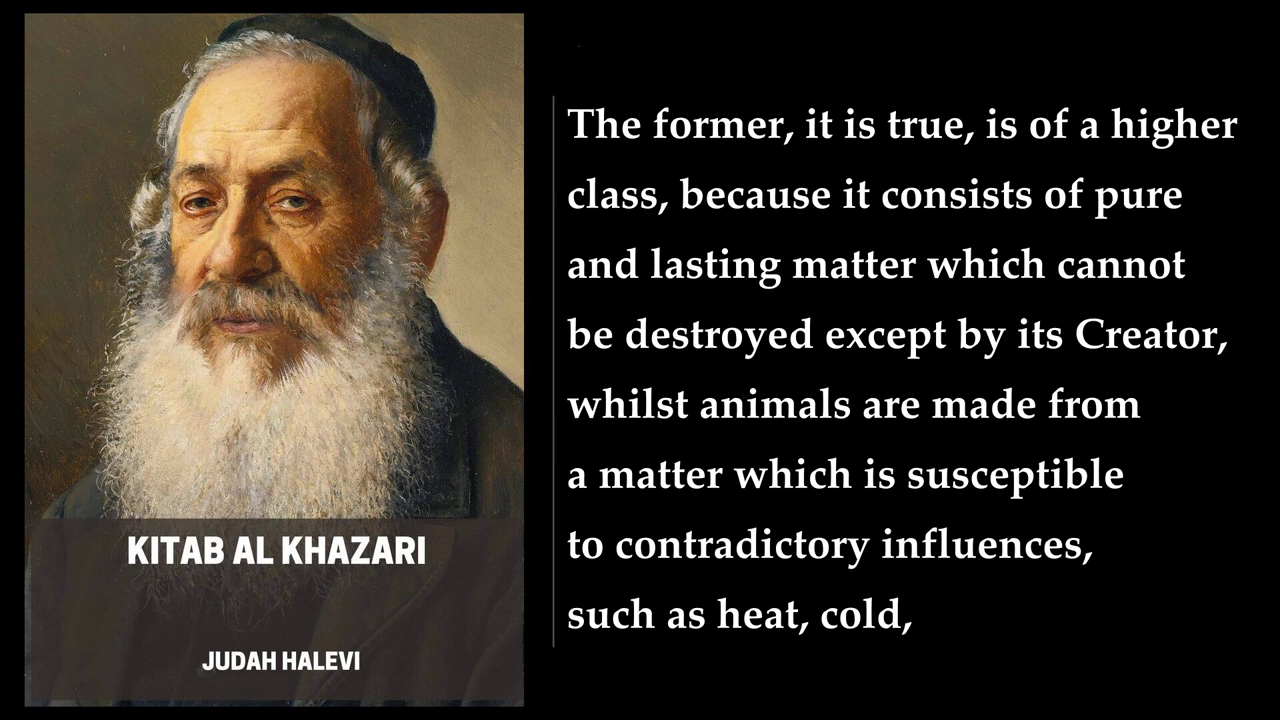 KITAB AL KHAZARI
JUDAH HALEVI
The former, it is true, is of a higher
class, because it consists of pure
and lasting matter which cannot
be destroyed except by its Creator,
whilst animals are made from
a matter which is susceptible
to contradictory influences,
such as heat, cold,